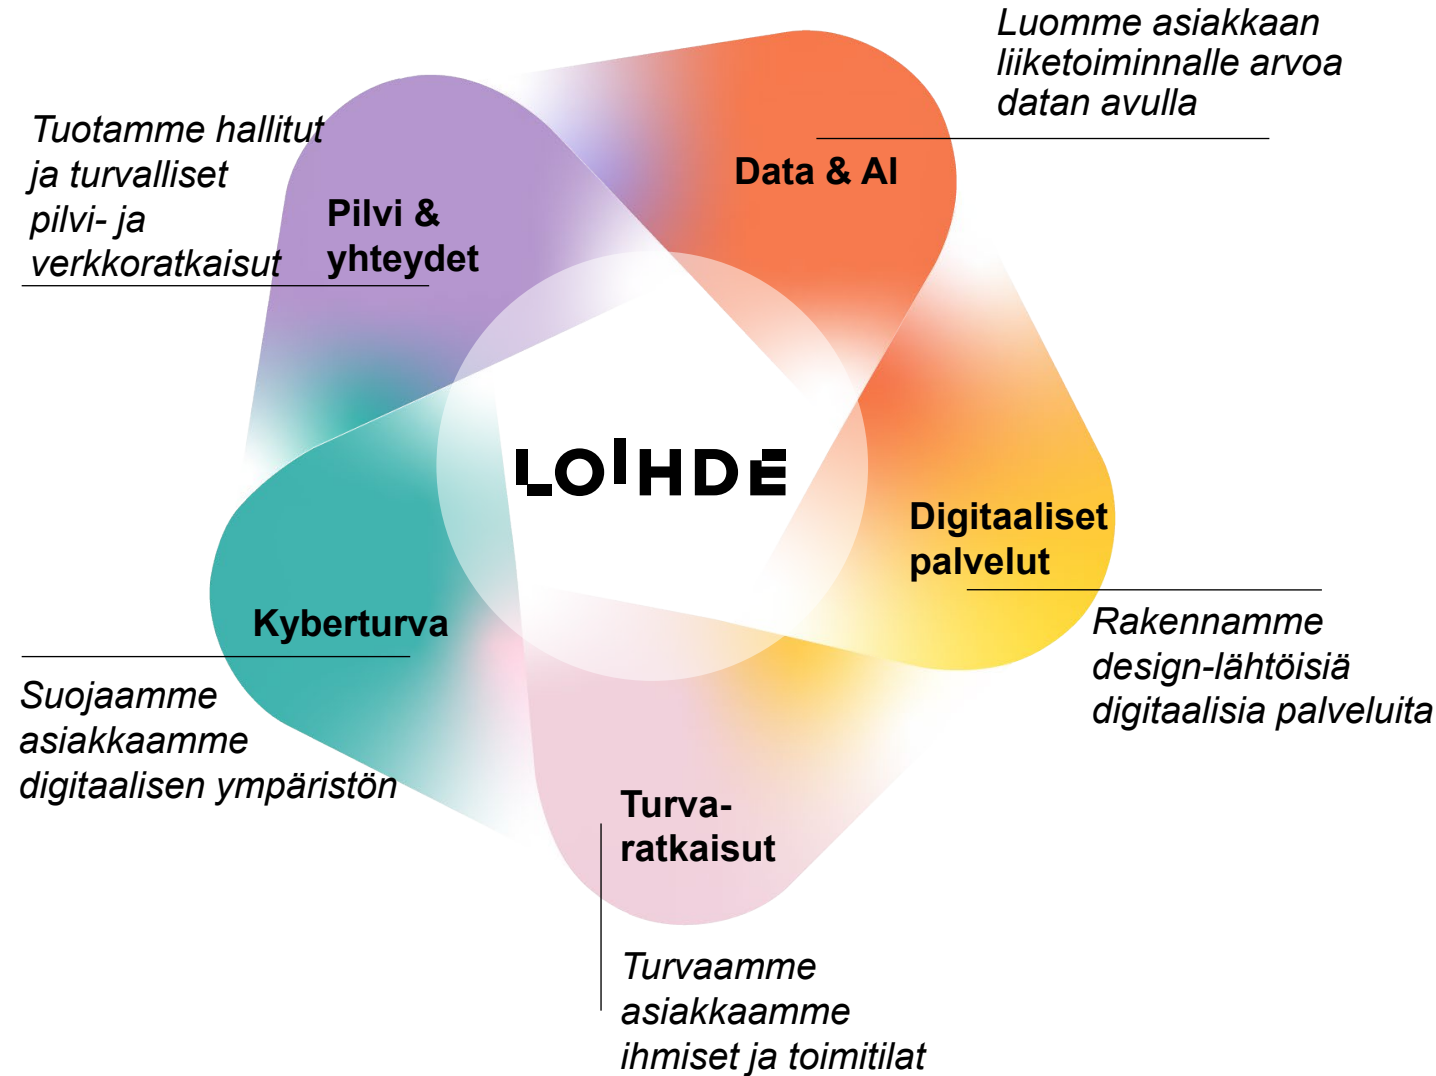 Luomme asiakkaan
liiketoiminnalle arvoa
datan avulla
Data & AI
Tuotamme hallitut
ja turvalliset
pilvi- ja
verkkoratkaisut
Pilvi &
yhteydet
LOIHDE
Digitaaliset
palvelut
Rakennamme
design-lähtöisiä
digitaalisia palveluita
Kyberturva
Suojaamme
asiakkaamme
digitaalisen ympäristön
Turva-
ratkaisut
Turvaamme
asiakkaamme
ihmiset ja toimitilat